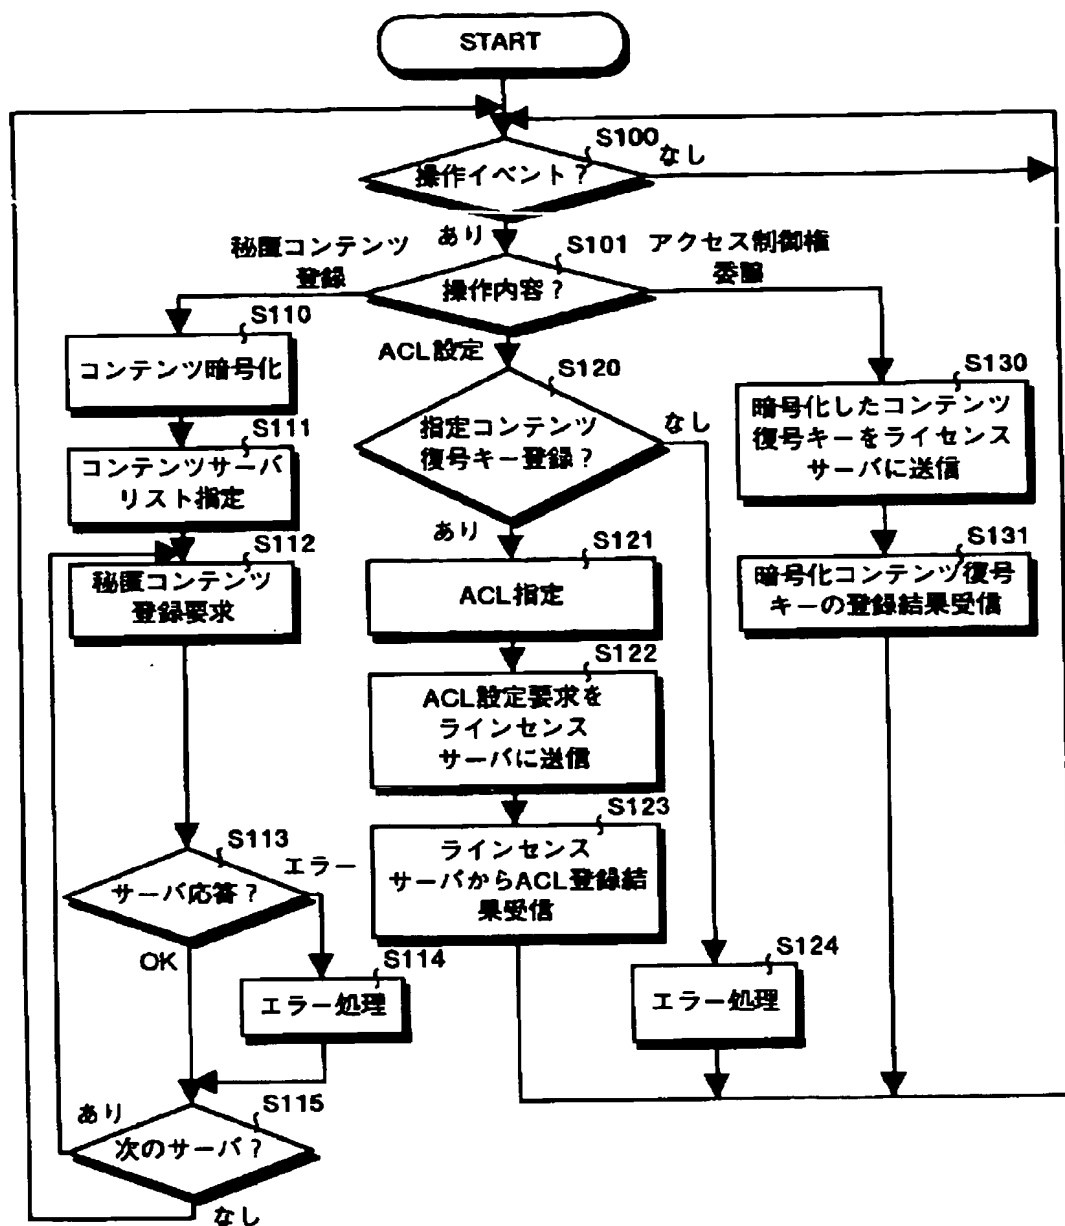 START
S100
なし
操作イベント？
あり
秘匿コンテンツ
登録
S101
アクセス制御権
委譲
操作内容？
S110
コンテンツ暗号化
ACL設定
S120
指定コンテンツ
復号キー登録？
なし
あり
S130
暗号化したコンテンツ
復号キーをライセンス
サーバに送信
S111
コンテンツサーバ
リスト指定
S112
秘匿コンテンツ
登録要求
S121
ACL指定
S131
暗号化コンテンツ復号
キーの登録結果受信
S122
ACL設定要求を
ラインセンス
サーバに送信
S123
ラインセンス
サーバからACL登録結
果受信
S113
エラー
サーバ応答？
OK
S114
エラー処理
S124
エラー処理
S115
あり
次のサーバ？
なし